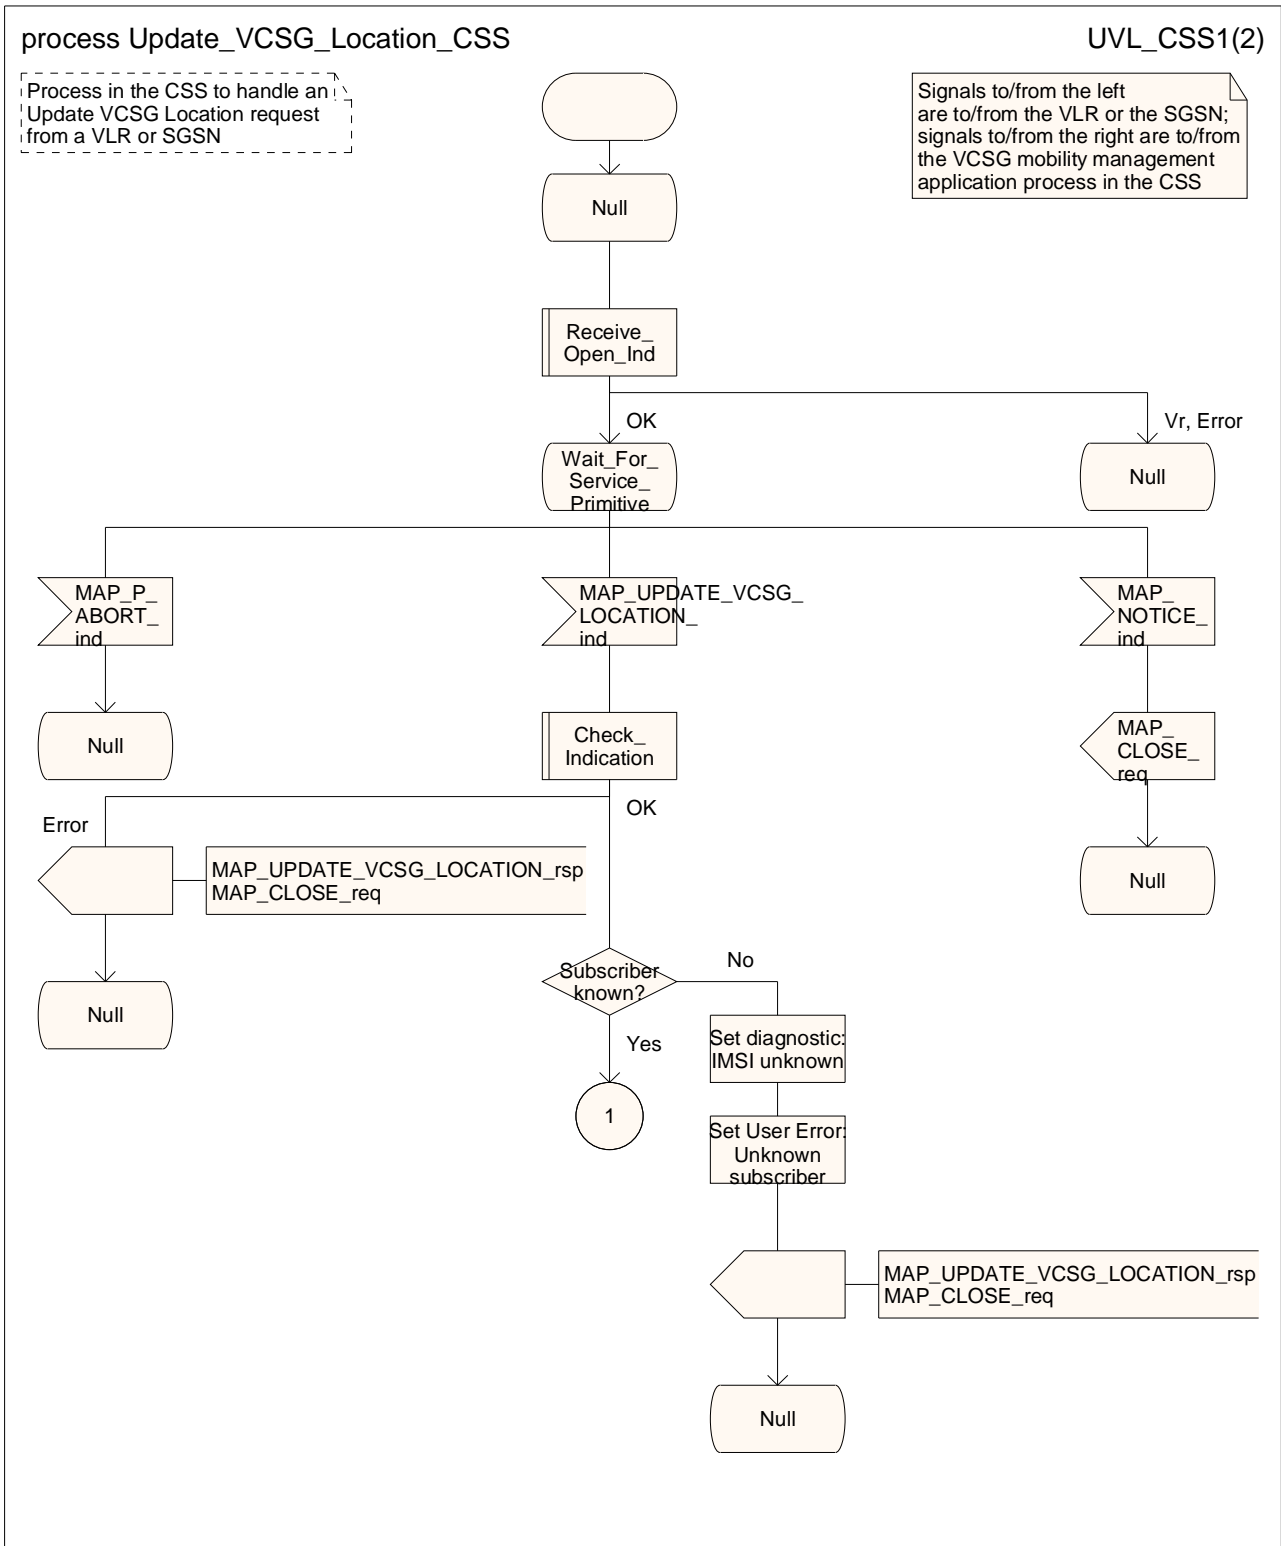 process Update_VCSG_Location_CSS
UVL_CSS1(2)
Process in the CSS to handle an
Update VCSG Location request
from a VLR or SGSN
Signals to/from the left
are to/from the VLR or the SGSN;
signals to/from the right are to/from
the VCSG mobility management
application process in the CSS
Null
Receive_
Open_Ind
OK
Vr, Error
Wait_For_
Service_
Primitive
Null
MAP_P_
ABORT_
ind
MAP_UPDATE_VCSG_
LOCATION_
ind
MAP_
NOTICE_
ind
Null
Check_
Indication
MAP_
CLOSE_
req
OK
Error
MAP_UPDATE_VCSG_LOCATION_rsp
MAP_CLOSE_req
Null
Subscriber
known?
No
Null
Yes
Set diagnostic:
IMSI unknown
1
Set User Error:
Unknown
subscriber
MAP_UPDATE_VCSG_LOCATION_rsp
MAP_CLOSE_req
Null